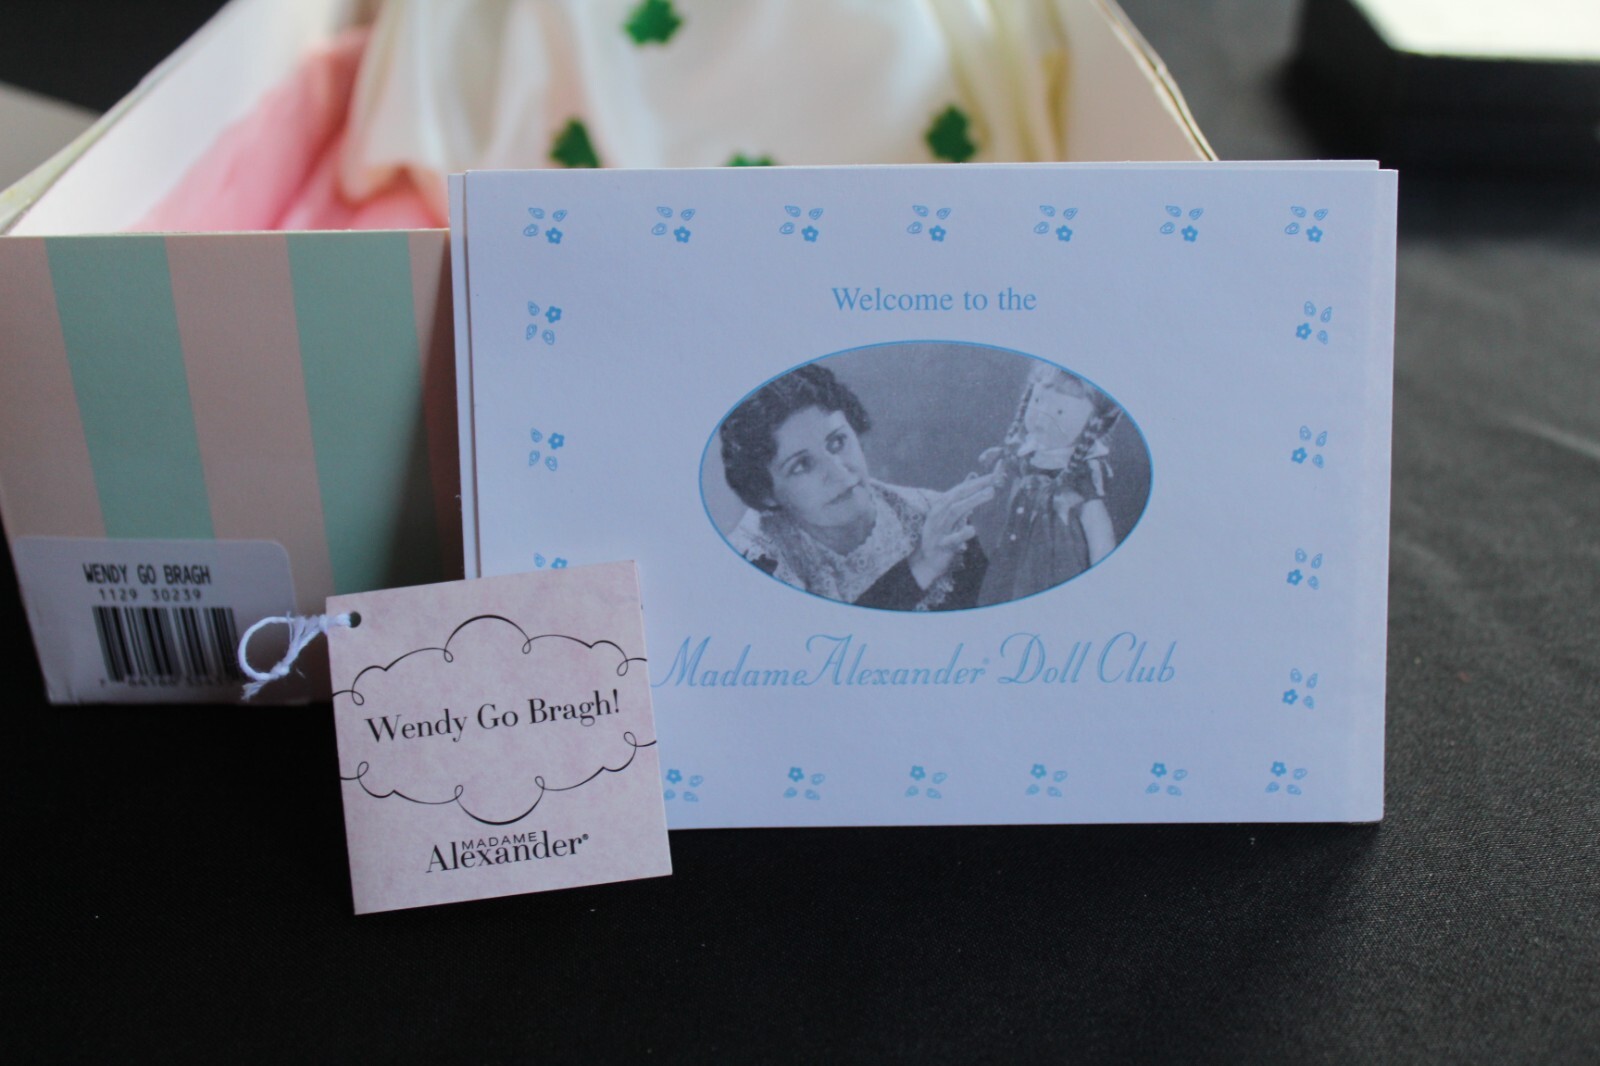 Welcome to the
Madame Alexander® Doll Club
WENDY GO BRAGH
1129 30239
Wendy Go Bragh!
MADAME
Alexander®